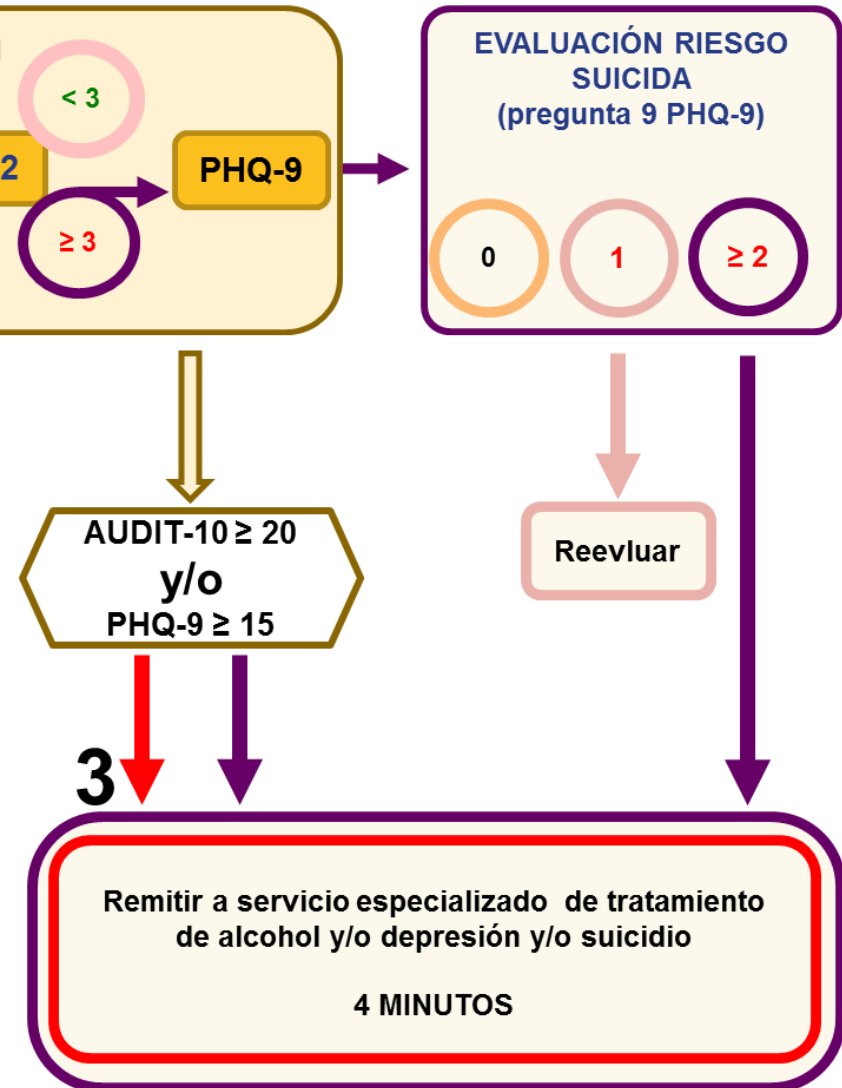 < 3
2
≥ 3
PHQ-9
EVALUACIÓN RIESGO
SUICIDA
(pregunta 9 PHQ-9)
0
1
≥ 2
AUDIT-10 ≥ 20
y/o
PHQ-9 ≥ 15
Reevluar
3
Remitir a servicio especializado de tratamiento
de alcohol y/o depresión y/o suicidio
4 MINUTOS